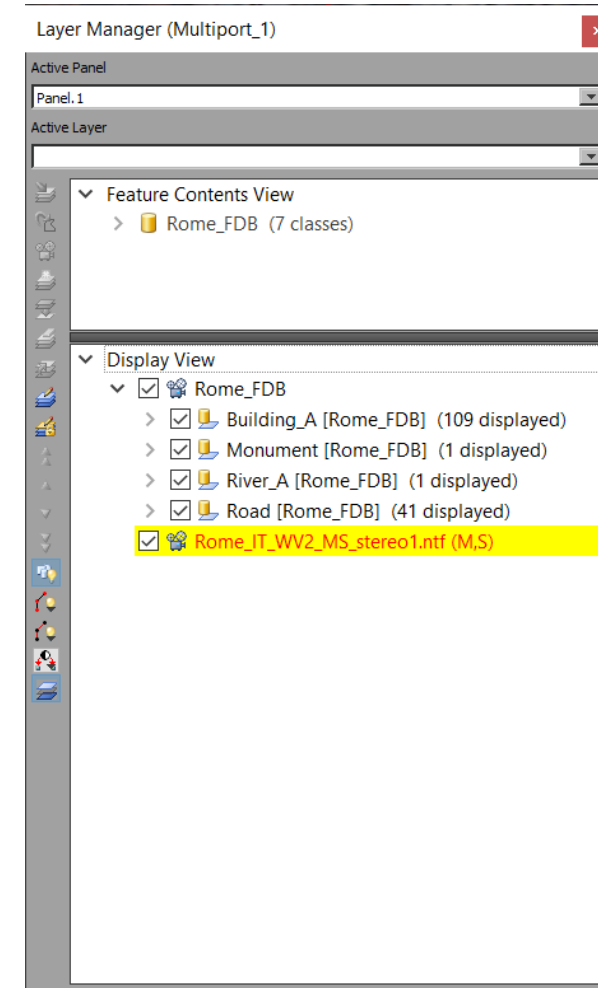 Layer Manager (Multiport_1)
Active Panel
Panel.1
Active Layer
Feature Contents View
Rome_FDB (7 classes)
Display View
Rome_FDB
Building_A [Rome_FDB] (109 displayed)
Monument [Rome_FDB] (1 displayed)
River_A [Rome_FDB] (1 displayed)
Road [Rome_FDB] (41 displayed)
Rome_IT_WV2_MS_stereo1.ntf (M,S)